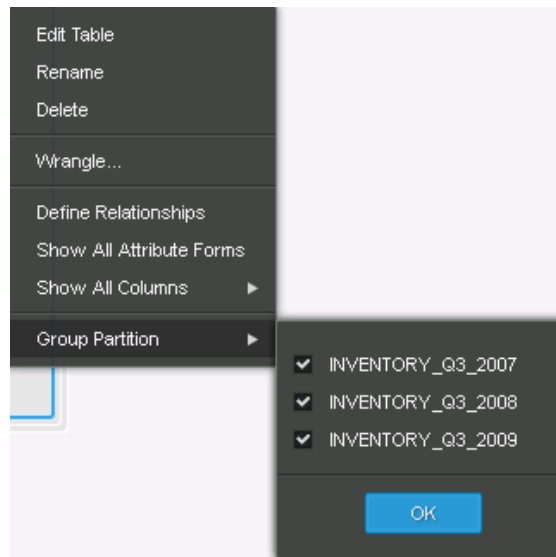 Edit Table
Rename
Delete
Wrangle...
Define Relationships
Show All Attribute Forms
Show All Columns
Group Partition
INVENTORY_Q3_2007
INVENTORY_Q3_2008
INVENTORY_Q3_2009
OK